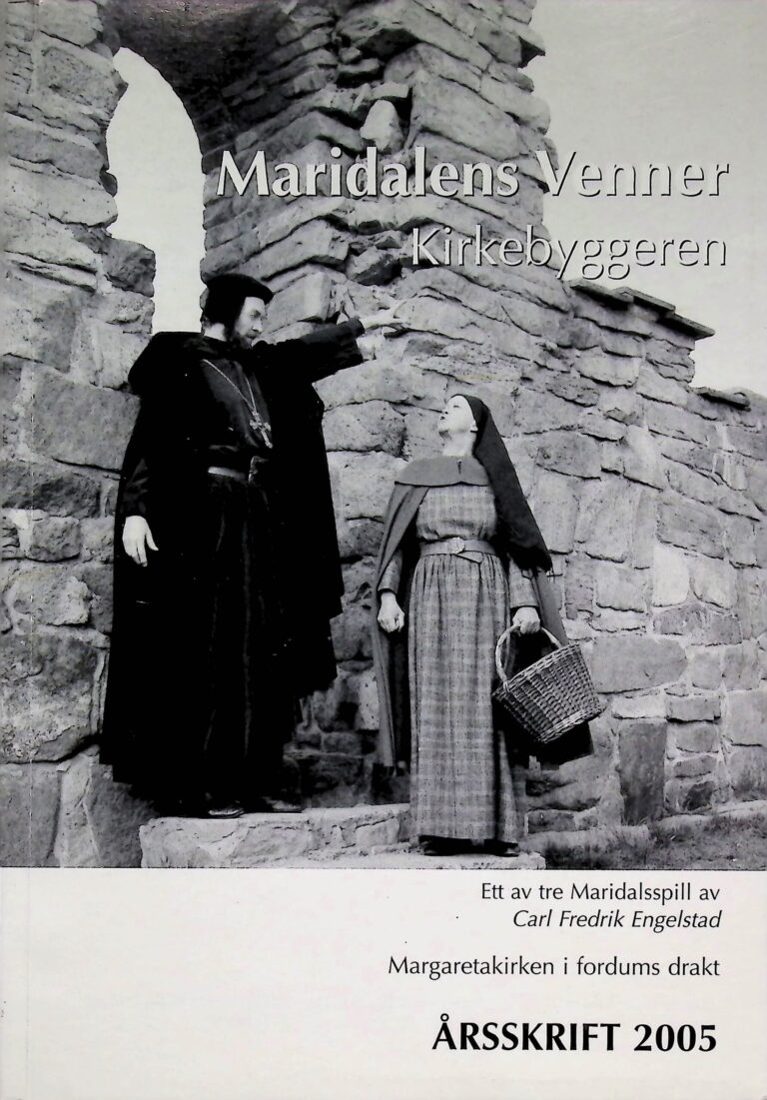 Maridalens Venner
Kirkebyggeren
Ett av tre Maridalsspill av
Carl Fredrik Engelstad
Margaretakirken i fordums drakt
ÅRSSKRIFT 2005